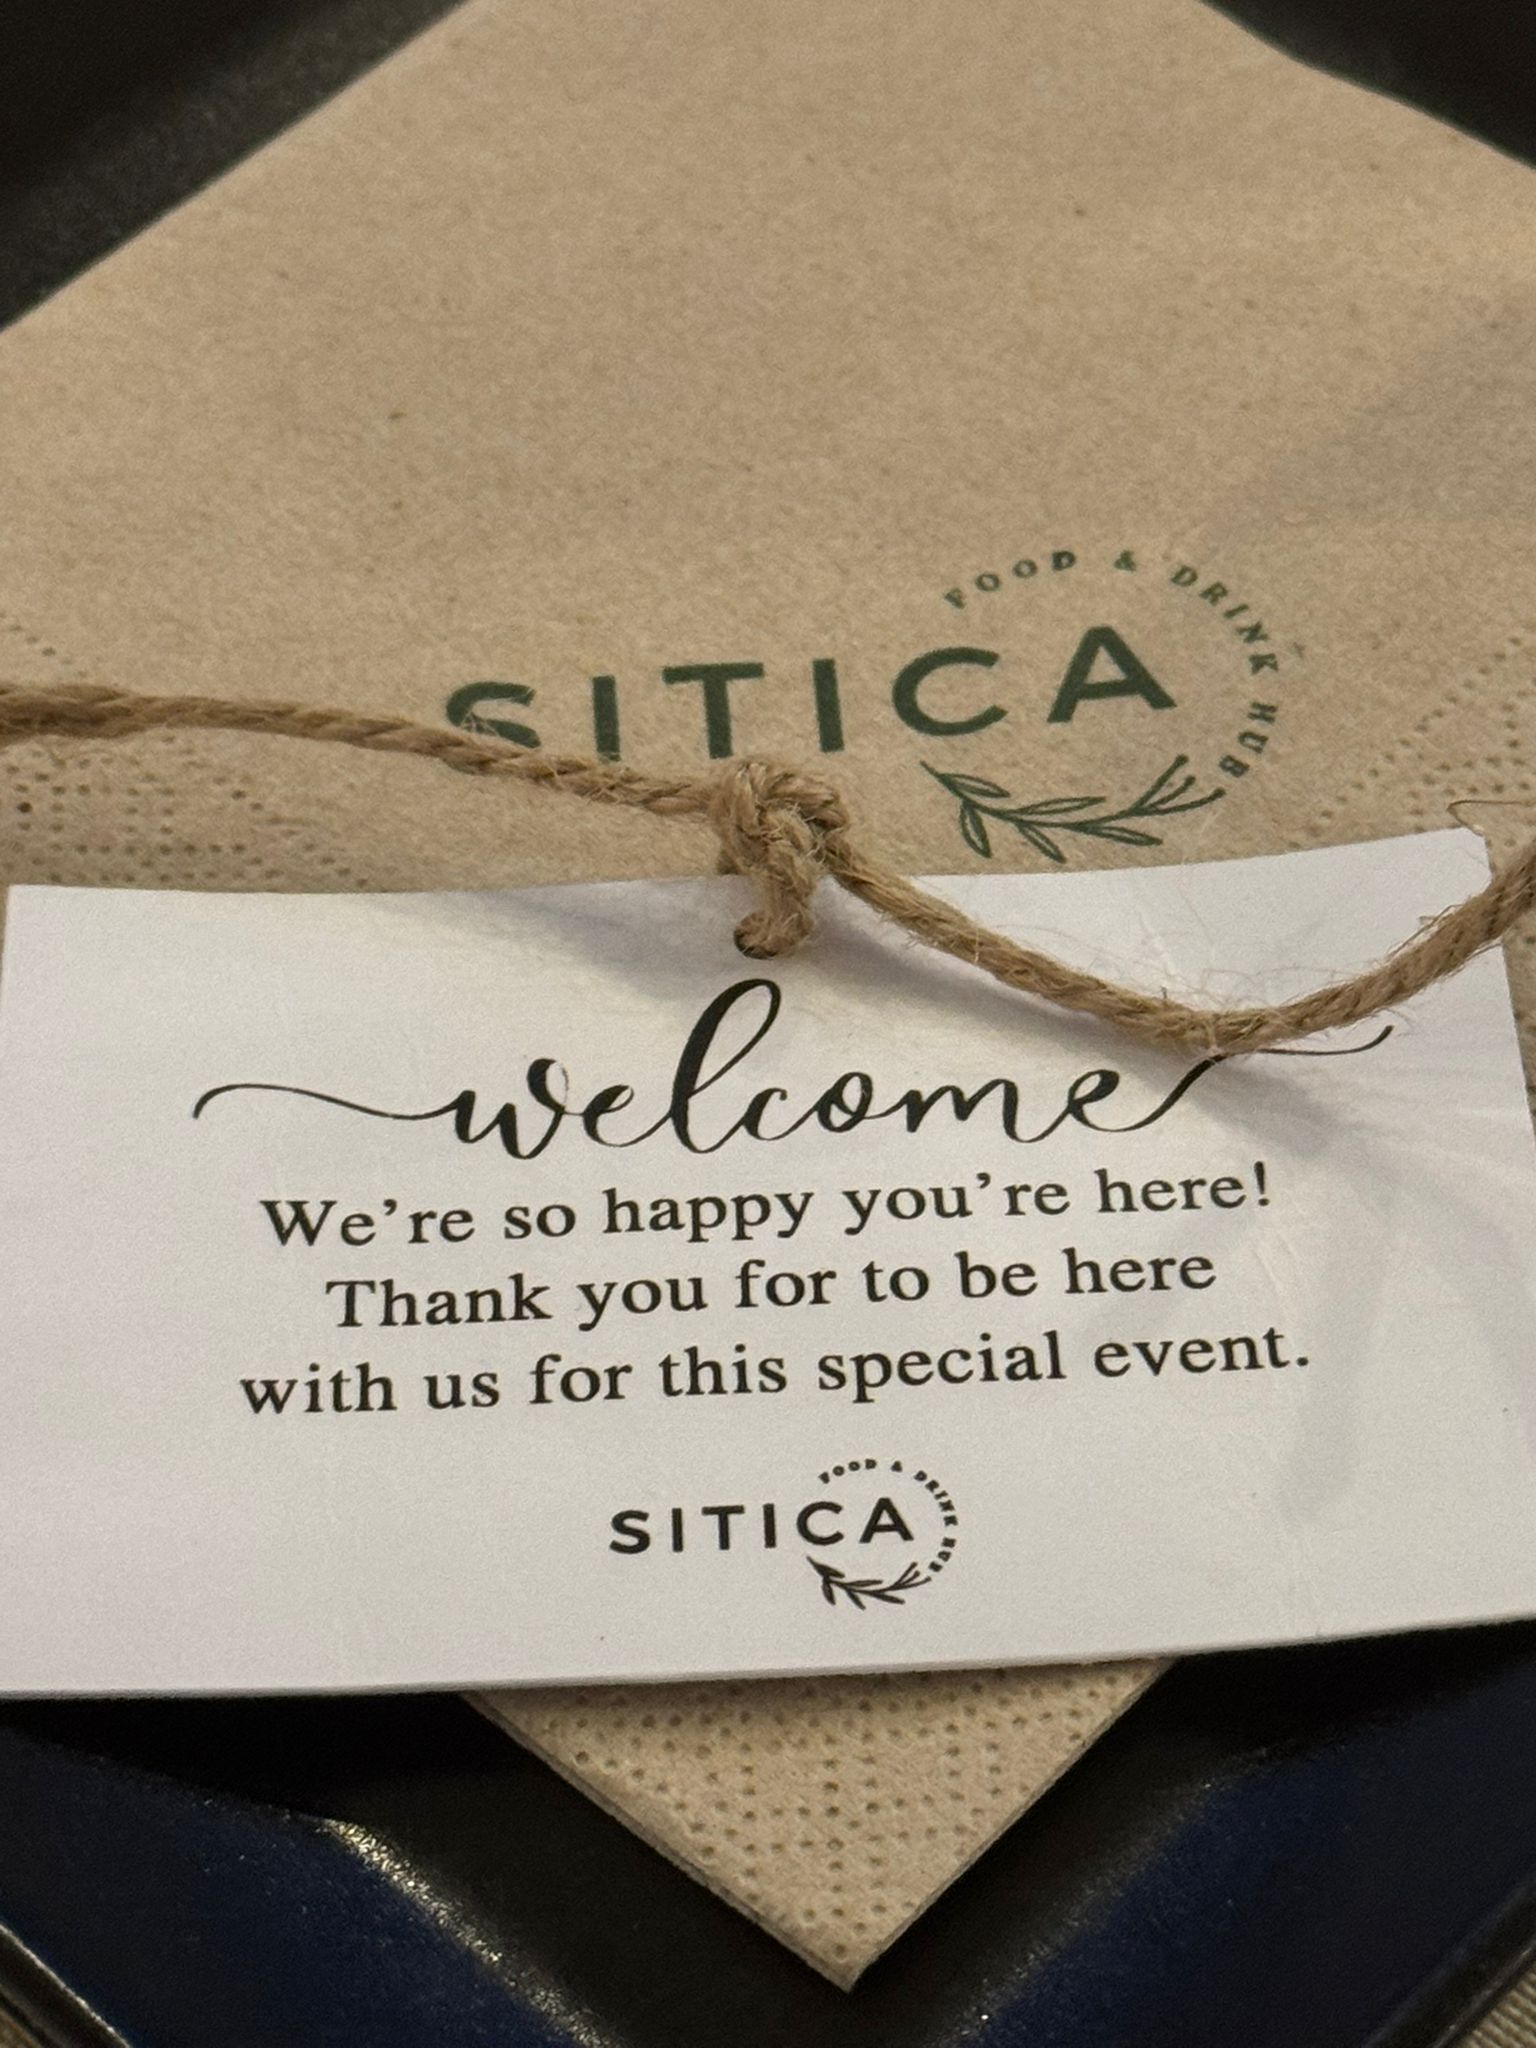 FOOD & DRINK HUB
SITICA
welcome
We're so happy you're here!
Thank you for to be here
with us for this special event.
FOOD & DRINK HUB
SITICA